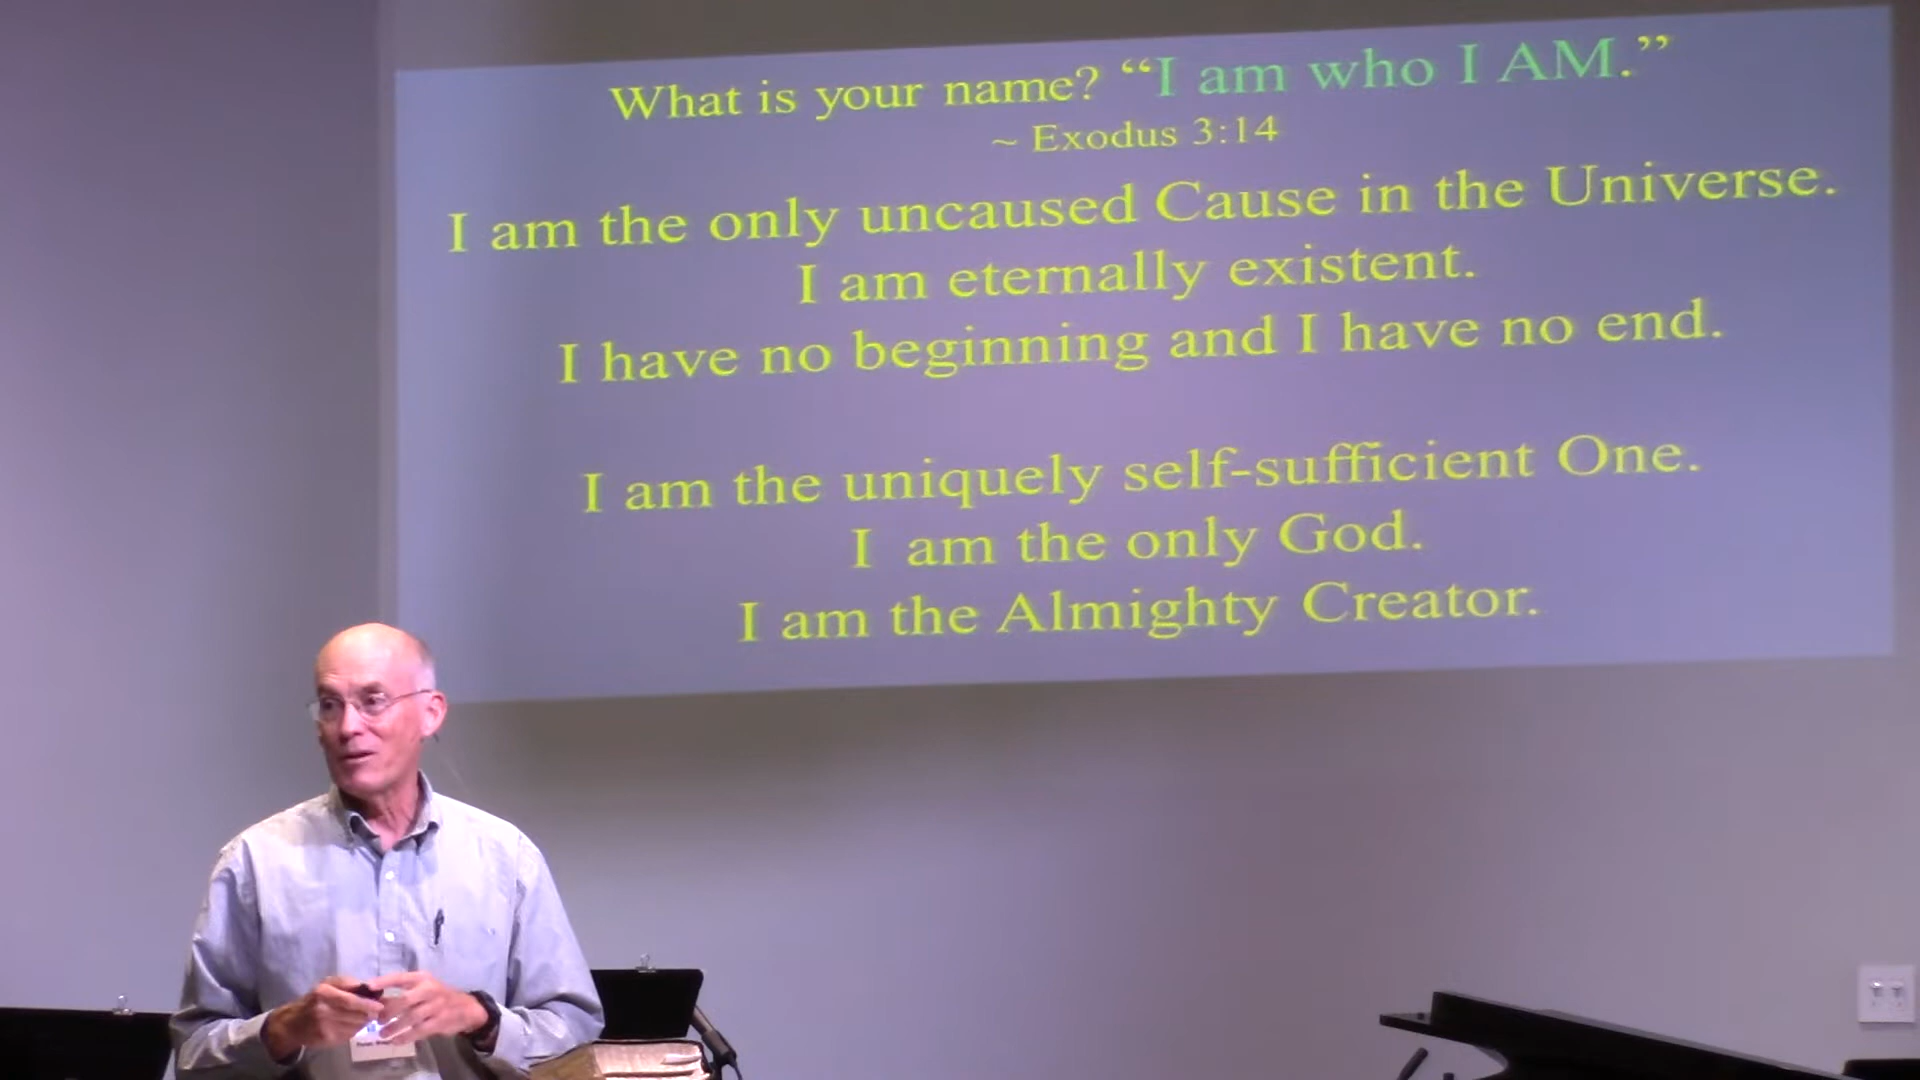 What is your name? “I am who I AM.”
~ Exodus 3:14
I am the only uncaused Cause in the Universe.
I am eternally existent.
I have no beginning and I have no end.
I am the uniquely self-sufficient One.
I am the only God.
I am the Almighty Creator.